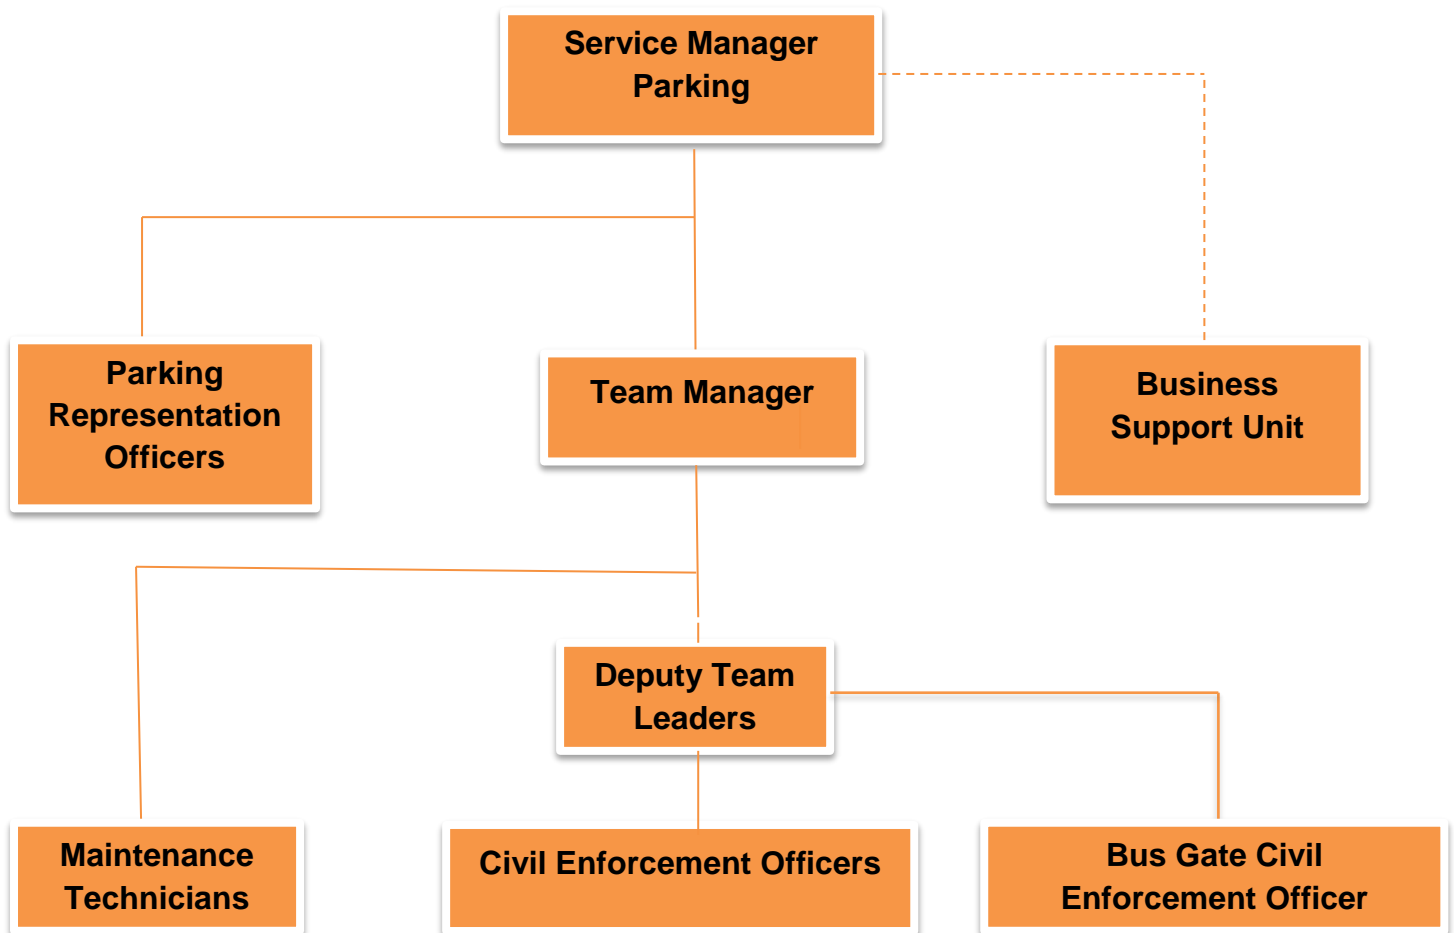 Service Manager
Parking
Parking
Representation
Officers
Team Manager
Business
Support Unit
Deputy Team
Leaders
Maintenance
Technicians
Civil Enforcement Officers
Bus Gate Civil
Enforcement Officer